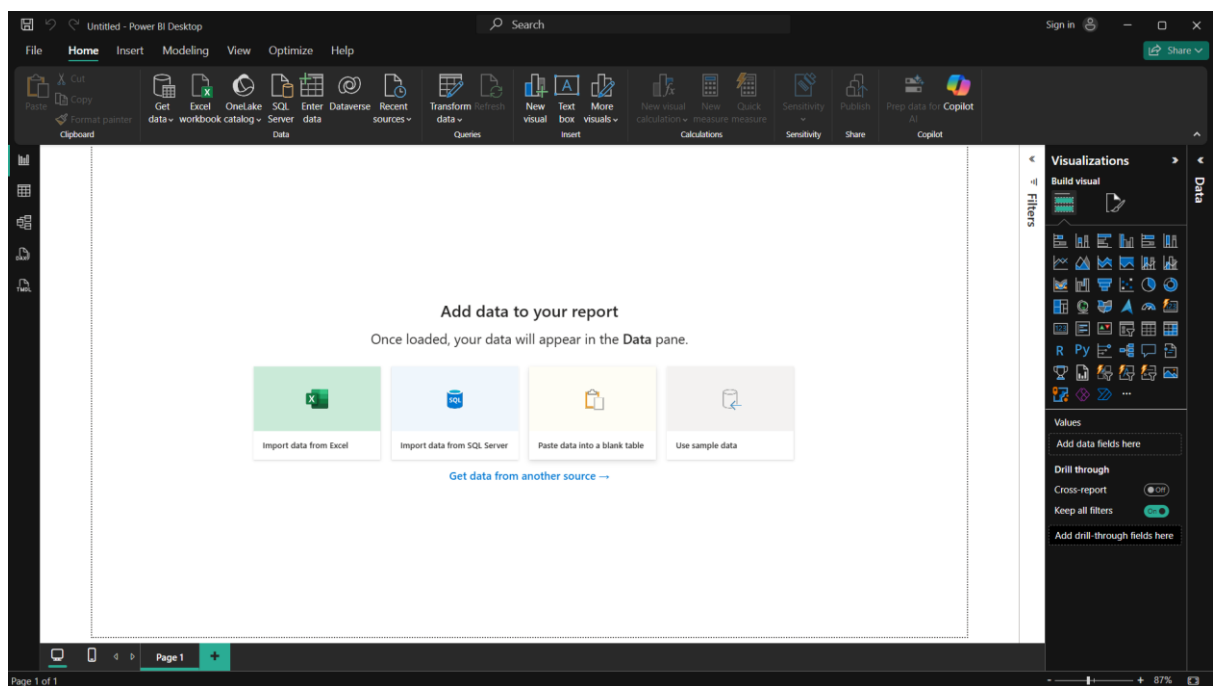 Untitled - Power BI Desktop
Search
Sign in
File Home Insert Modeling View Optimize Help
Share
Paste
Cut
Copy
Format painter
Clipboard
Get data
Excel workbook
OneLake catalog
SQL Server
Enter data
Dataverse
Recent sources
Data
Transform data
Refresh
Queries
New visual
Text box
More visuals
Insert
New visual calculation
New measure
Quick measure
Calculations
Sensitivity
Sensitivity
Publish
Share
Prep data for AI
Copilot
Copilot
DAX
TMDL
Add data to your report
Once loaded, your data will appear in the Data pane.
SQL
Import data from Excel
Import data from SQL Server
Paste data into a blank table
Use sample data
Get data from another source →
Filters
Visualizations
Build visual
123
R Py
Values
Add data fields here
Drill through
Cross-report
Off
Keep all filters
On
Add drill-through fields here
Data
Page 1
Page 1 of 1
87%